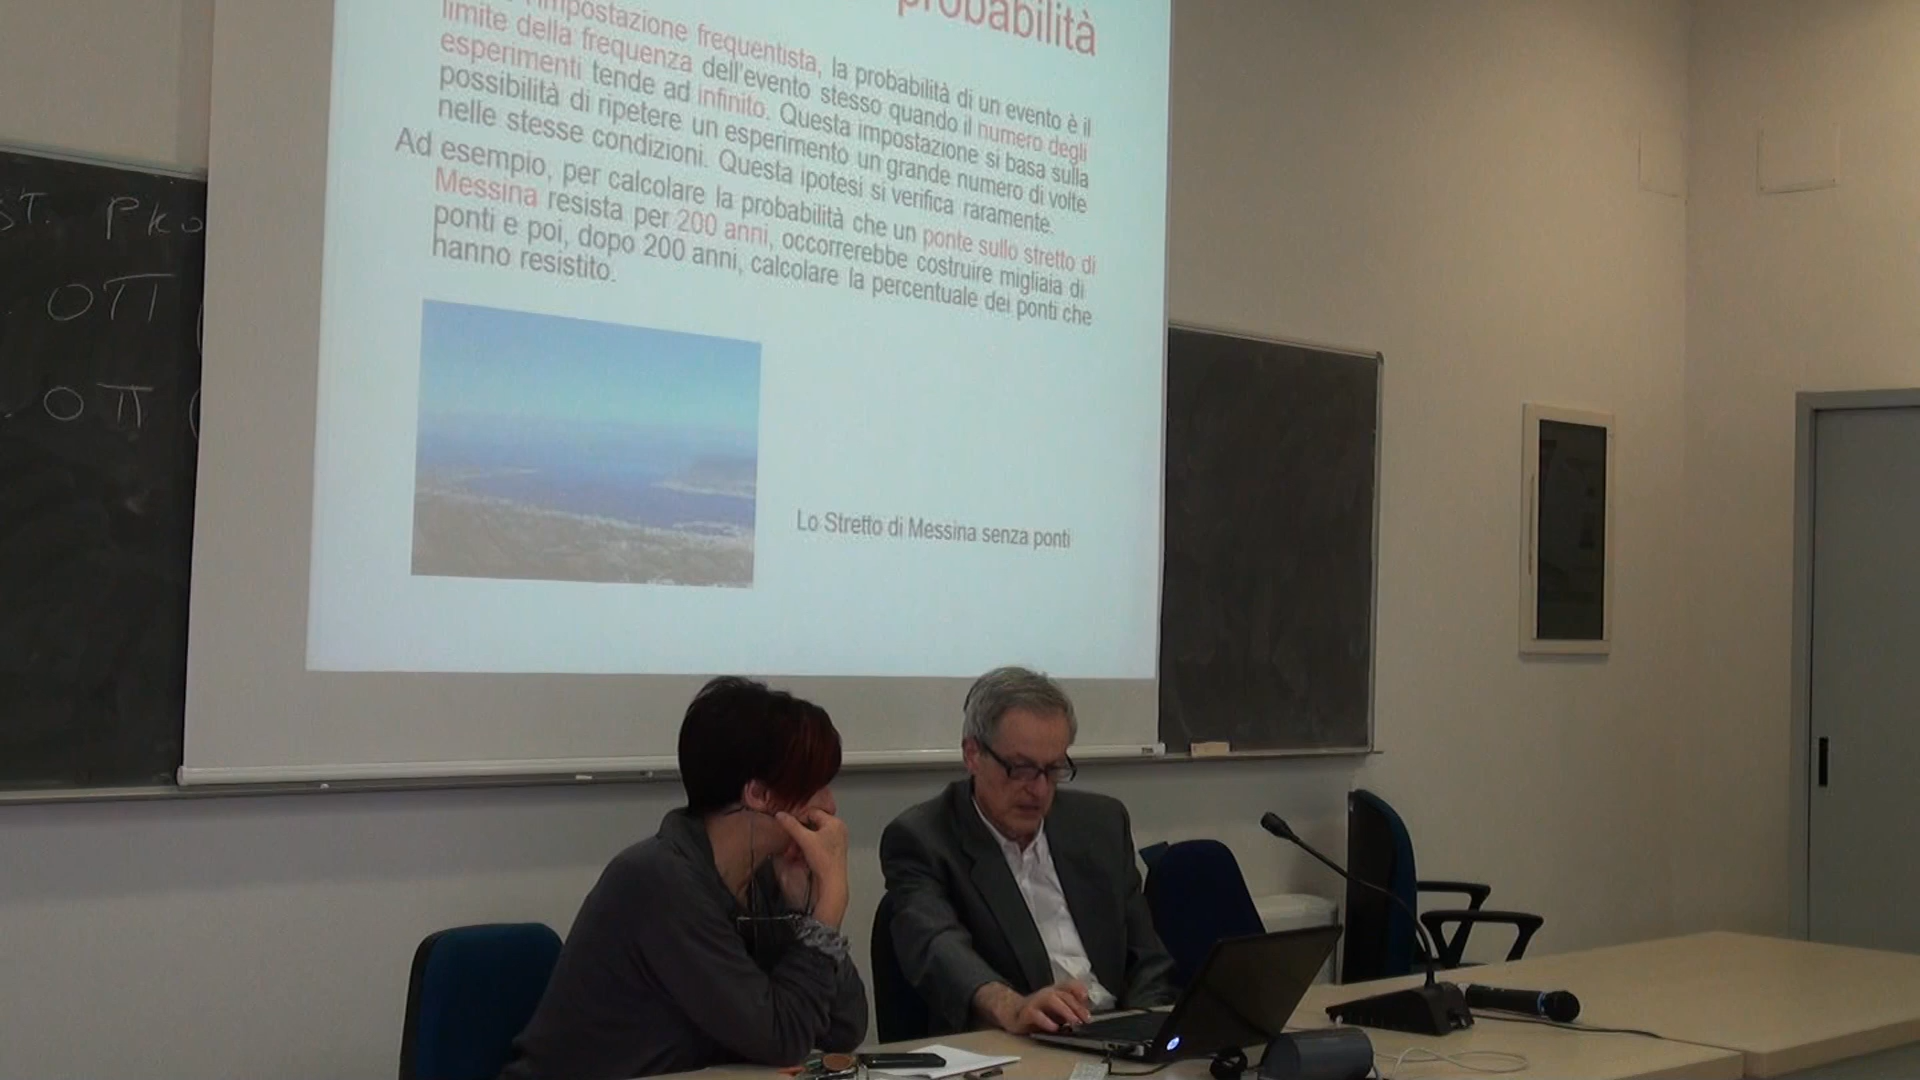 probabilità
l'impostazione frequentista, la probabilità di un evento è il
limite della frequenza dell'evento stesso quando il numero degli
esperimenti tende ad infinito. Questa impostazione si basa sulla
possibilità di ripetere un esperimento un grande numero di volte
nelle stesse condizioni. Questa ipotesi si verifica raramente.
Ad esempio, per calcolare la probabilità che un ponte sullo stretto di
Messina resista per 200 anni, occorrerebbe costruire migliaia di
ponti e poi, dopo 200 anni, calcolare la percentuale dei ponti che
hanno resistito.
Lo Stretto di Messina senza ponti